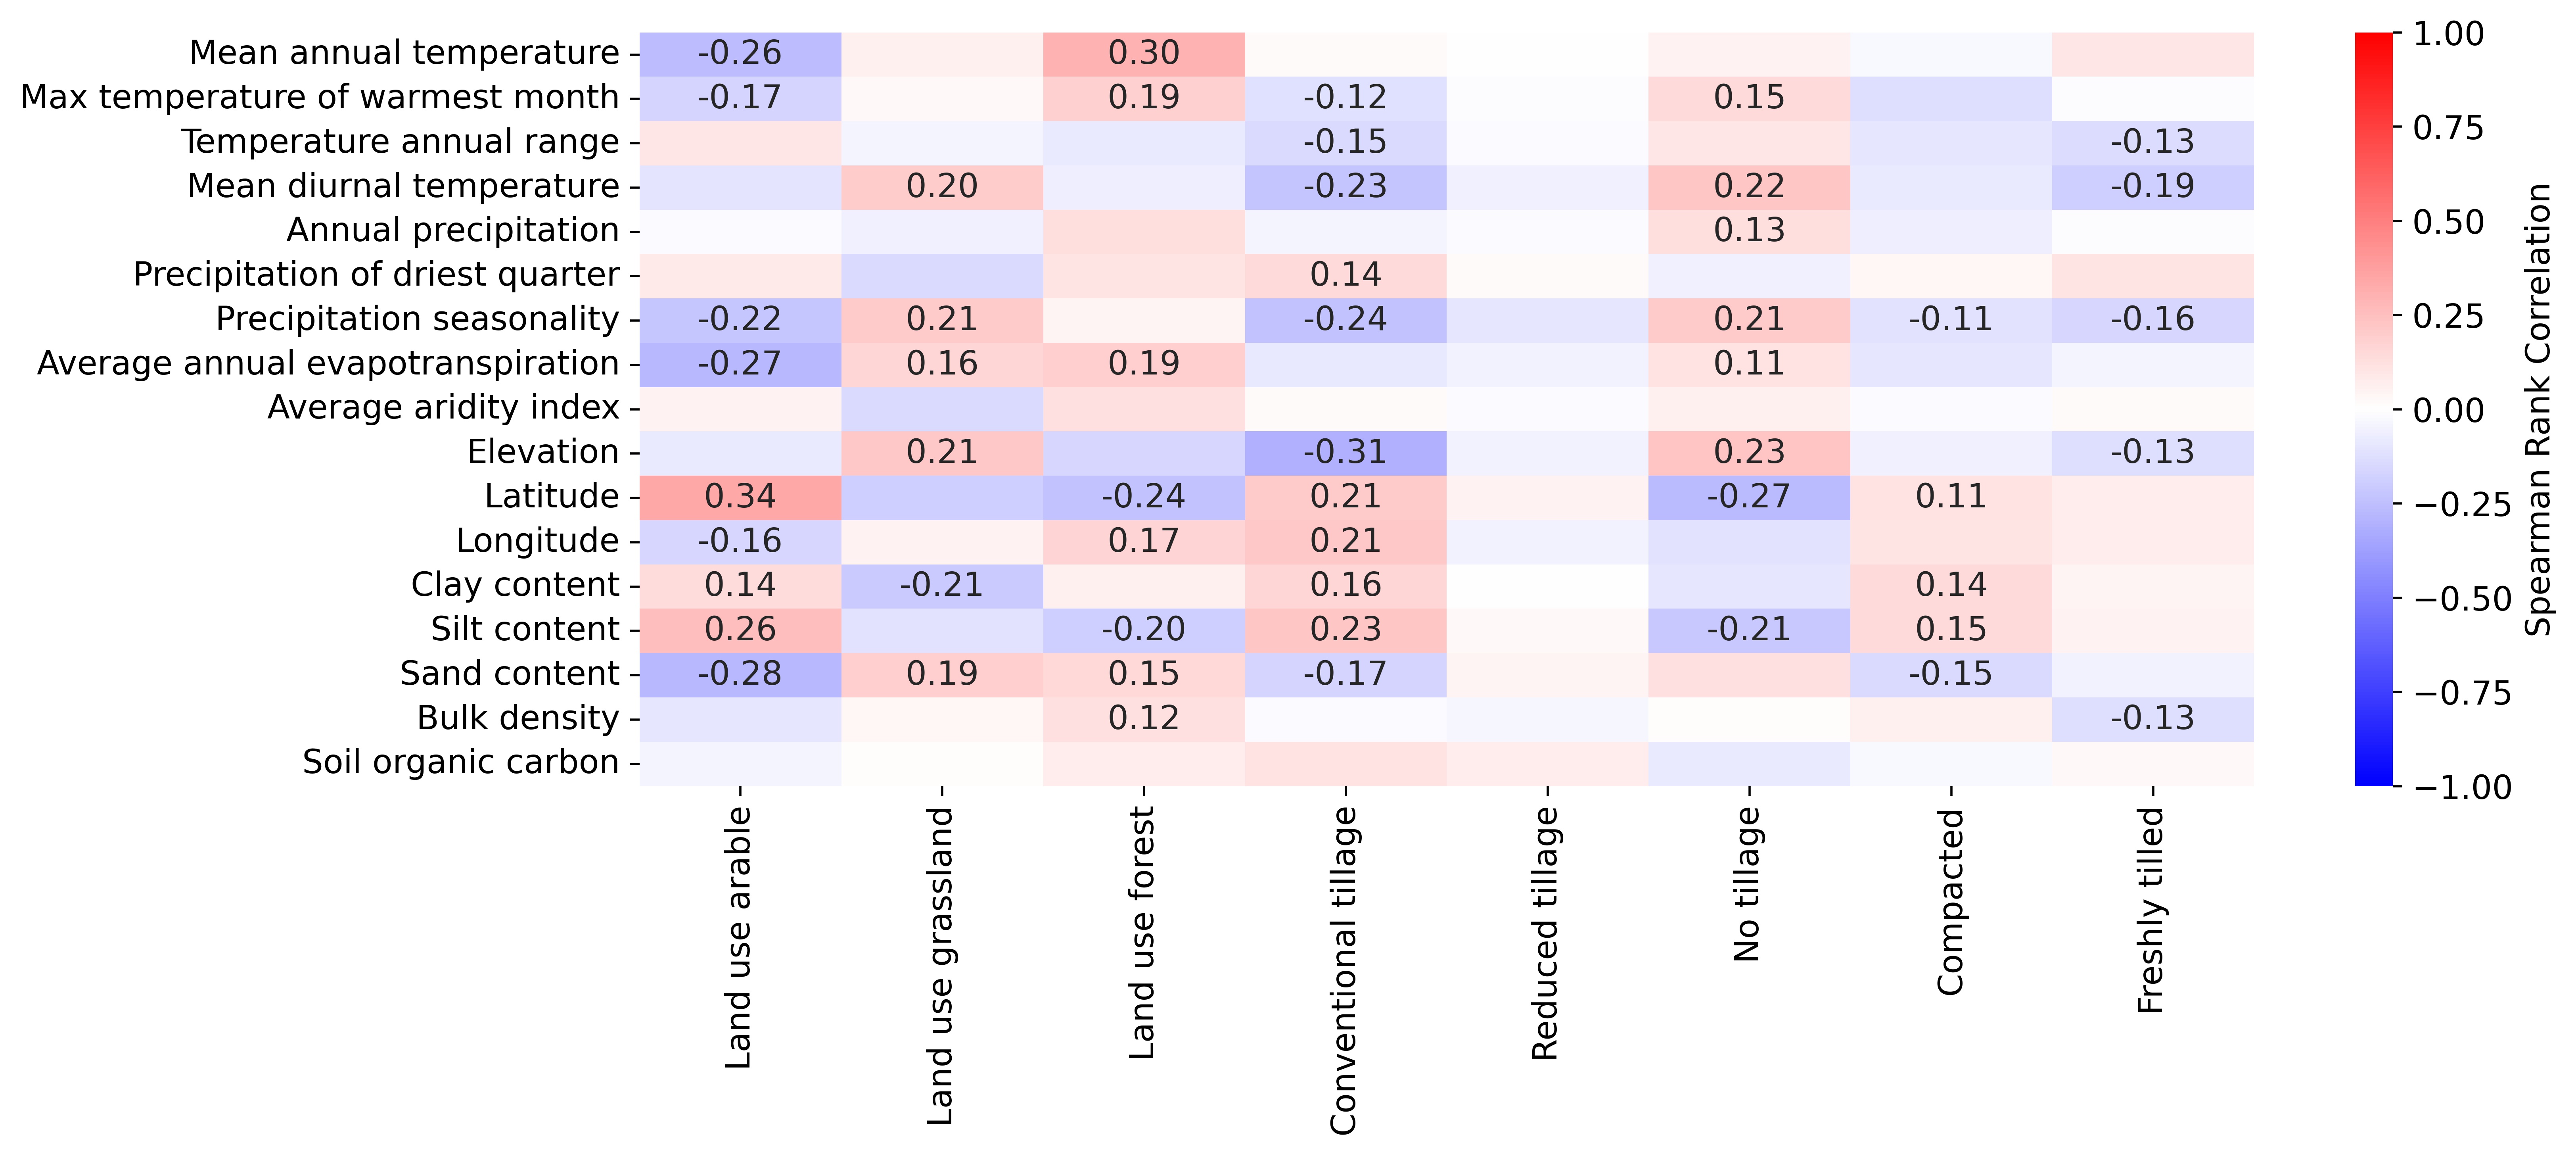 Mean annual temperature -0.26 0.30
Max temperature of warmest month -0.17 0.19 -0.12 0.15
Temperature annual range -0.15 -0.13
Mean diurnal temperature 0.20 -0.23 0.22 -0.19
Annual precipitation 0.13
Precipitation of driest quarter 0.14
Precipitation seasonality -0.22 0.21 -0.24 0.21 -0.11 -0.16
Average annual evapotranspiration -0.27 0.16 0.19 0.11
Average aridity index
Elevation 0.21 -0.31 0.23 -0.13
Latitude 0.34 -0.24 0.21 -0.27 0.11
Longitude -0.16 0.17 0.21
Clay content 0.14 -0.21 0.16 0.14
Silt content 0.26 -0.20 0.23 -0.21 0.15
Sand content -0.28 0.19 0.15 -0.17 -0.15
Bulk density 0.12 -0.13
Soil organic carbon
Land use arable
Land use grassland
Land use forest
Conventional tillage
Reduced tillage
No tillage
Compacted
Freshly tilled
1.00
0.75
0.50
0.25
0.00
−0.25
−0.50
−0.75
−1.00
Spearman Rank Correlation